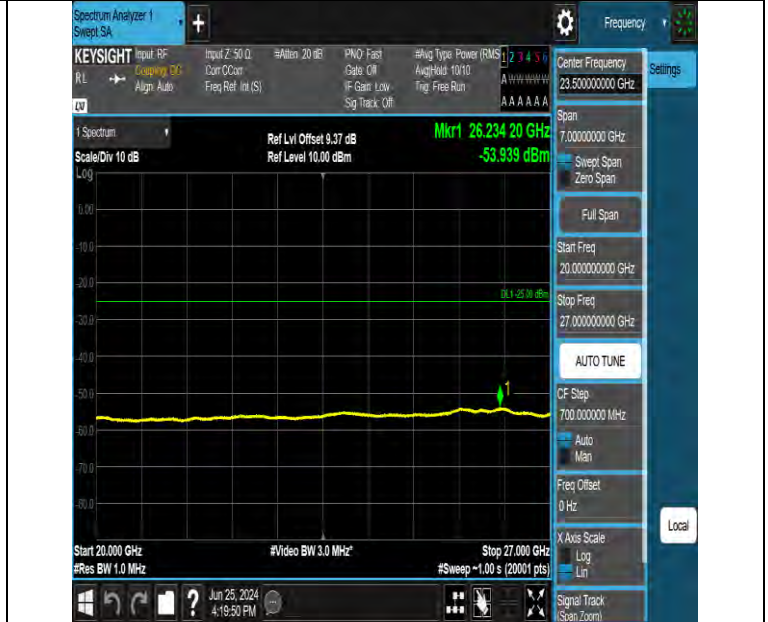 Spectrum Analyzer 1
Swept SA
+
Frequency
KEYSIGHT Input: RF
RL
Coupling: DC
Align: Auto
LXI
Input Z: 50 Ω
Corr CCorr
Freq Ref: Int (S)
#Atten: 20 dB
PNO: Fast
Gate: Off
IF Gain: Low
Sig Track: Off
#Avg Type: Power (RMS
Avg|Hold: 10/10
Trig: Free Run
1 2 3 4 5 6
A W W W W W
A A A A A A
1 Spectrum
Scale/Div 10 dB
Log
Ref Lvl Offset 9.37 dB
Ref Level 10.00 dBm
Mkr1 26.234 20 GHz
-53.939 dBm
0.00
-10.0
-20.0
DL1 -25.00 dBm
-30.0
-40.0
-50.0
1
-60.0
-70.0
-80.0
Start 20.000 GHz
#Res BW 1.0 MHz
#Video BW 3.0 MHz*
Stop 27.000 GHz
#Sweep ~1.00 s (20001 pts)
Center Frequency
23.500000000 GHz
Settings
Span
7.00000000 GHz
Swept Span
Zero Span
Full Span
Start Freq
20.000000000 GHz
Stop Freq
27.000000000 GHz
AUTO TUNE
CF Step
700.000000 MHz
Auto
Man
Freq Offset
0 Hz
X Axis Scale
Log
Lin
Local
Signal Track
(Span Zoom)
?
Jun 25, 2024
4:19:50 PM